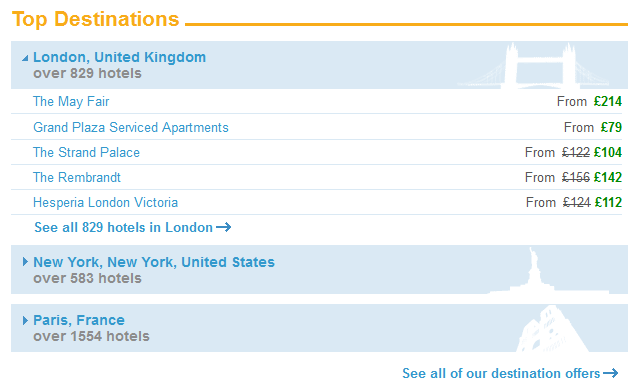 Top Destinations
London, United Kingdom
over 829 hotels
The May Fair From £214
Grand Plaza Serviced Apartments From £79
The Strand Palace From £122 £104
The Rembrandt From £156 £142
Hesperia London Victoria From £124 £112
See all 829 hotels in London
New York, New York, United States
over 583 hotels
Paris, France
over 1554 hotels
See all of our destination offers